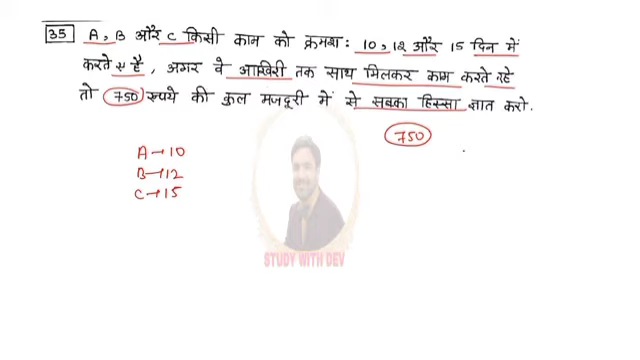 35 A, B और C किसी काम को क्रमश: 10, 12 और 15 दिन में
करते है, अगर वे आखिरी तक साथ मिलकर काम करते रहे
तो 750 रूपये की कुल मजदूरी में से सबका हिस्सा ज्ञात करो.
750
A→10
B→12
C→15
STUDY WITH DEV